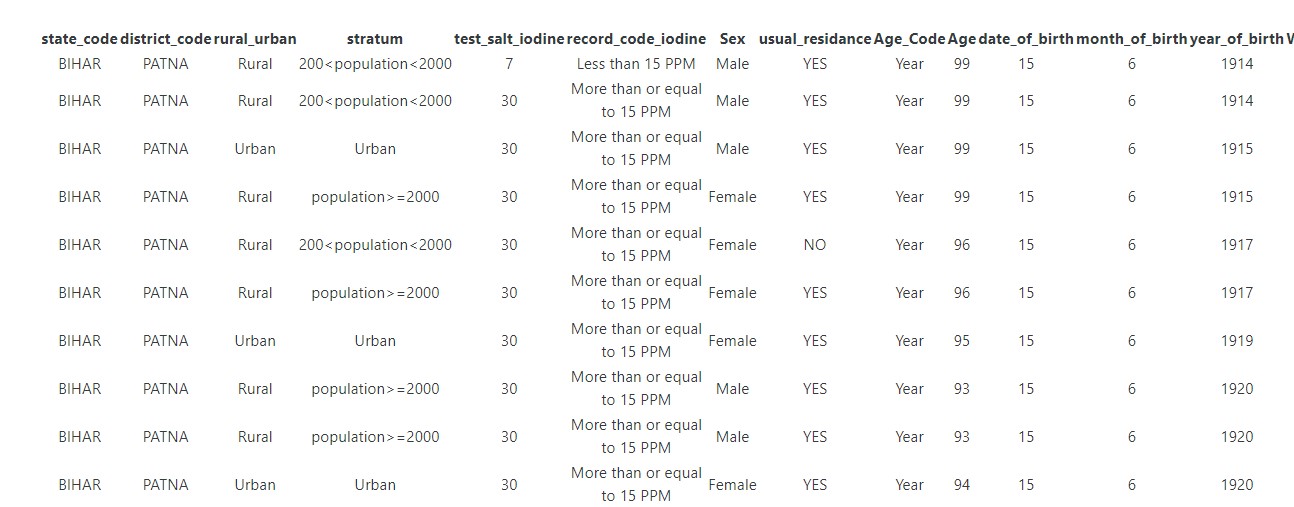 state_code district_code rural_urban stratum test_salt_iodine record_code_iodine Sex usual_residance Age_Code Age date_of_birth month_of_birth year_of_birth
BIHAR PATNA Rural 200<population<2000 7 Less than 15 PPM Male YES Year 99 15 6 1914
BIHAR PATNA Rural 200<population<2000 30 More than or equal to 15 PPM Male YES Year 99 15 6 1914
BIHAR PATNA Urban Urban 30 More than or equal to 15 PPM Male YES Year 99 15 6 1915
BIHAR PATNA Rural population>=2000 30 More than or equal to 15 PPM Female YES Year 99 15 6 1915
BIHAR PATNA Rural 200<population<2000 30 More than or equal to 15 PPM Female NO Year 96 15 6 1917
BIHAR PATNA Rural population>=2000 30 More than or equal to 15 PPM Female YES Year 96 15 6 1917
BIHAR PATNA Urban Urban 30 More than or equal to 15 PPM Female YES Year 95 15 6 1919
BIHAR PATNA Rural population>=2000 30 More than or equal to 15 PPM Male YES Year 93 15 6 1920
BIHAR PATNA Rural population>=2000 30 More than or equal to 15 PPM Male YES Year 93 15 6 1920
BIHAR PATNA Urban Urban 30 More than or equal to 15 PPM Female YES Year 94 15 6 1920